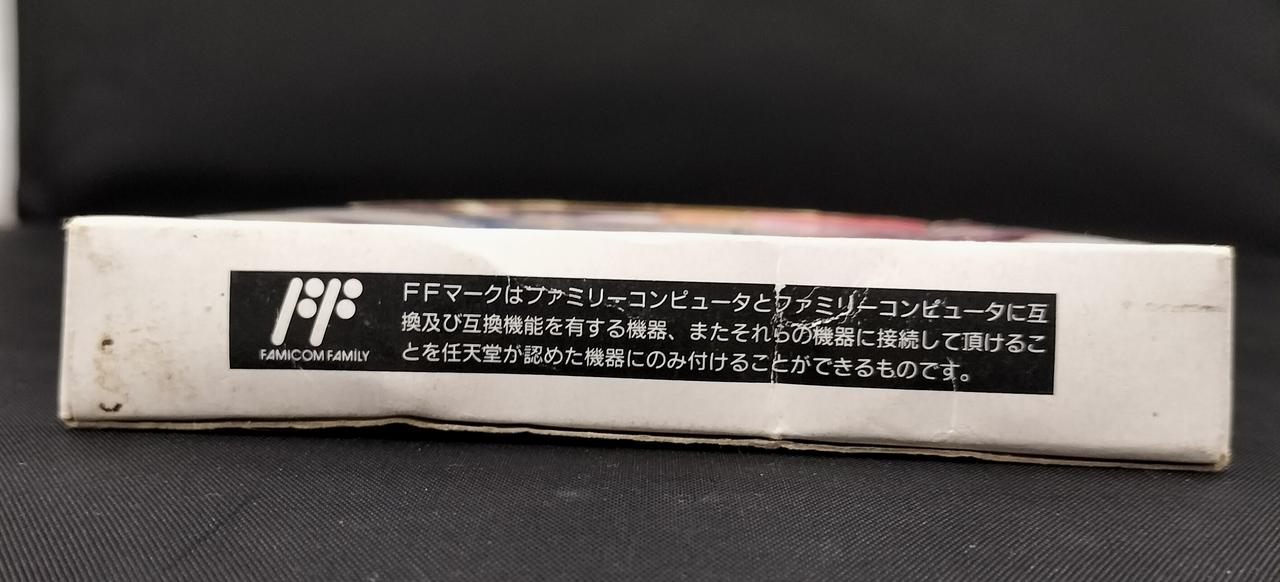 FAMICOM FAMILY
FFマークはファミリーコンピュータとファミリーコンピュータに互
換及び互換機能を有する機器、またそれらの機器に接続して頂けるこ
とを任天堂が認めた機器にのみ付けることができるものです。